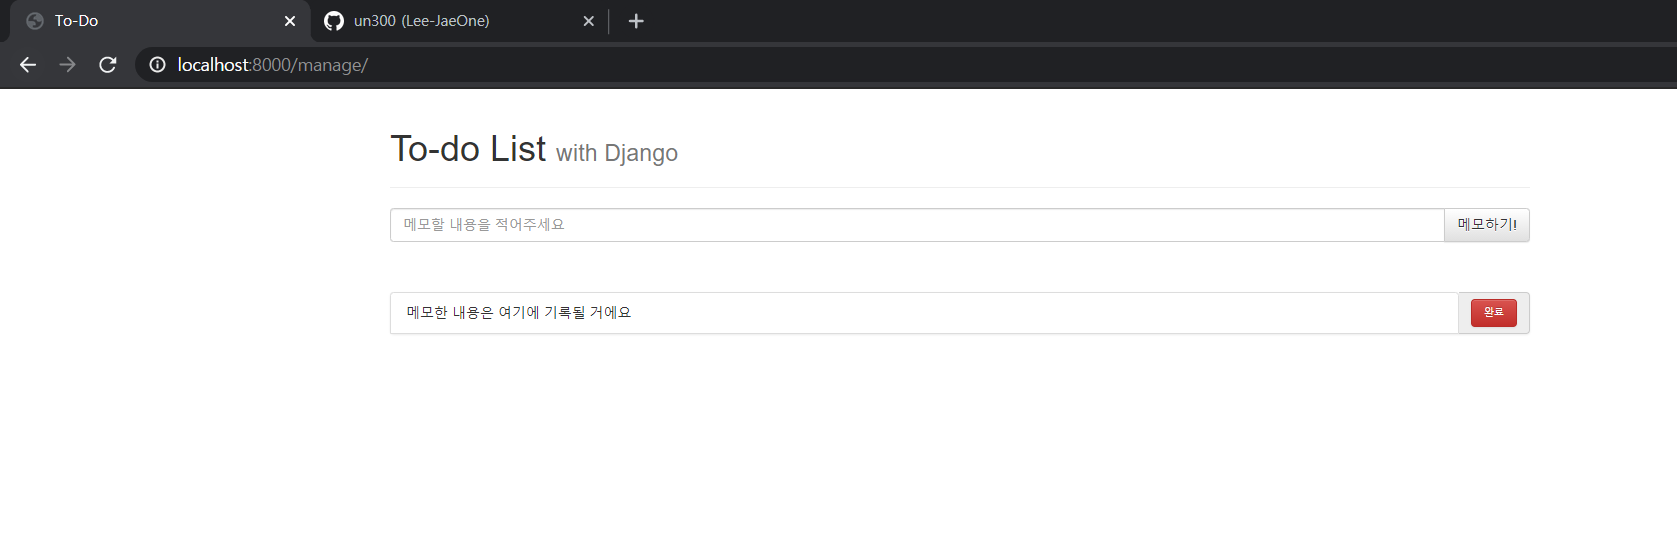 To-Do
un300 (Lee-JaeOne)
localhost:8000/manage/
To-do List with Django
메모할 내용을 적어주세요
메모하기!
메모한 내용은 여기에 기록될 거에요
완료